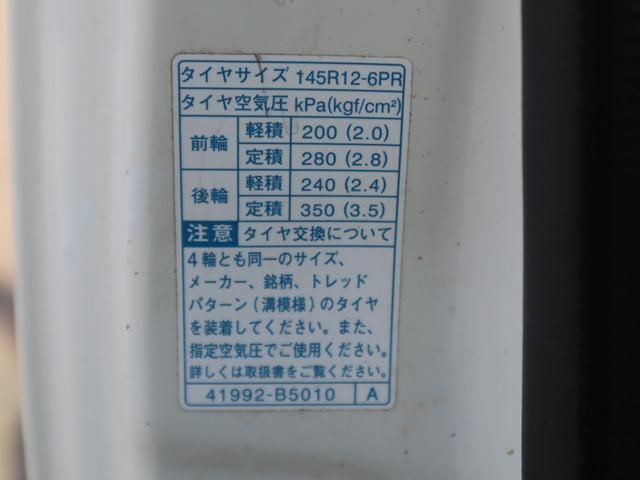 タイヤサイズ 145R12-6PR
タイヤ空気圧 kPa(kgf/cm²)
前輪 軽積 200 (2.0)
定積 280 (2.8)
後輪 軽積 240 (2.4)
定積 350 (3.5)
注意 タイヤ交換について
4輪とも同一のサイズ、
メーカー、銘柄、トレッド
パターン(溝模様)のタイヤ
を装着してください。また、
指定空気圧でご使用ください。
詳しくは取扱書をご覧ください。
41992-B5010 A